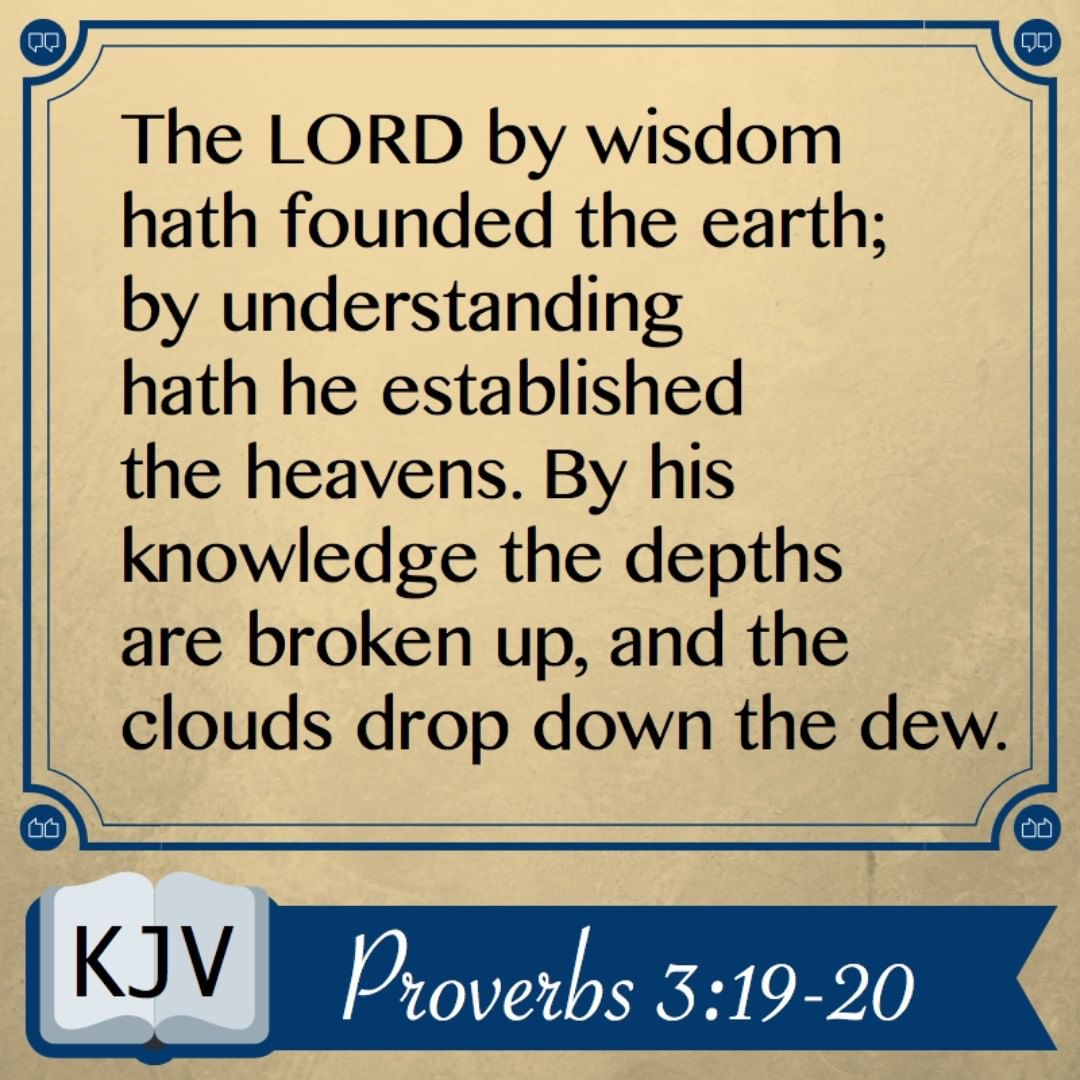 The LORD by wisdom
hath founded the earth;
by understanding
hath he established
the heavens. By his
knowledge the depths
are broken up, and the
clouds drop down the dew.
KJV
Proverbs 3:19-20